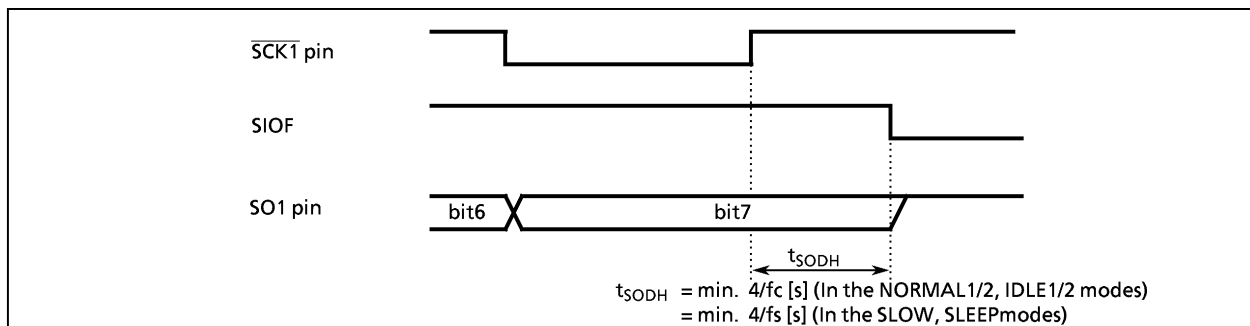 SCK1 pin
SIOF
SO1 pin
bit6
bit7
tSODH
tSODH = min. 4/fc [s] (In the NORMAL1/2, IDLE1/2 modes)
= min. 4/fs [s] (In the SLOW, SLEEPmodes)